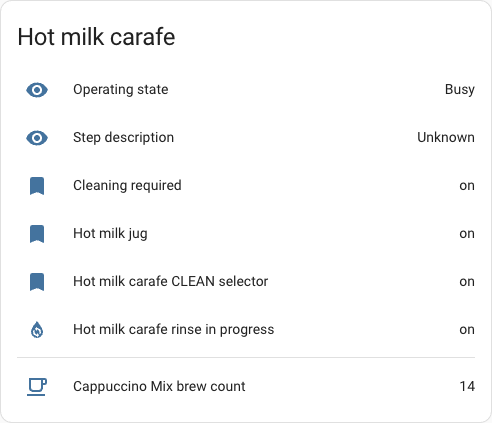 Hot milk carafe
Operating state Busy
Step description Unknown
Cleaning required on
Hot milk jug on
Hot milk carafe CLEAN selector on
Hot milk carafe rinse in progress on
Cappuccino Mix brew count 14